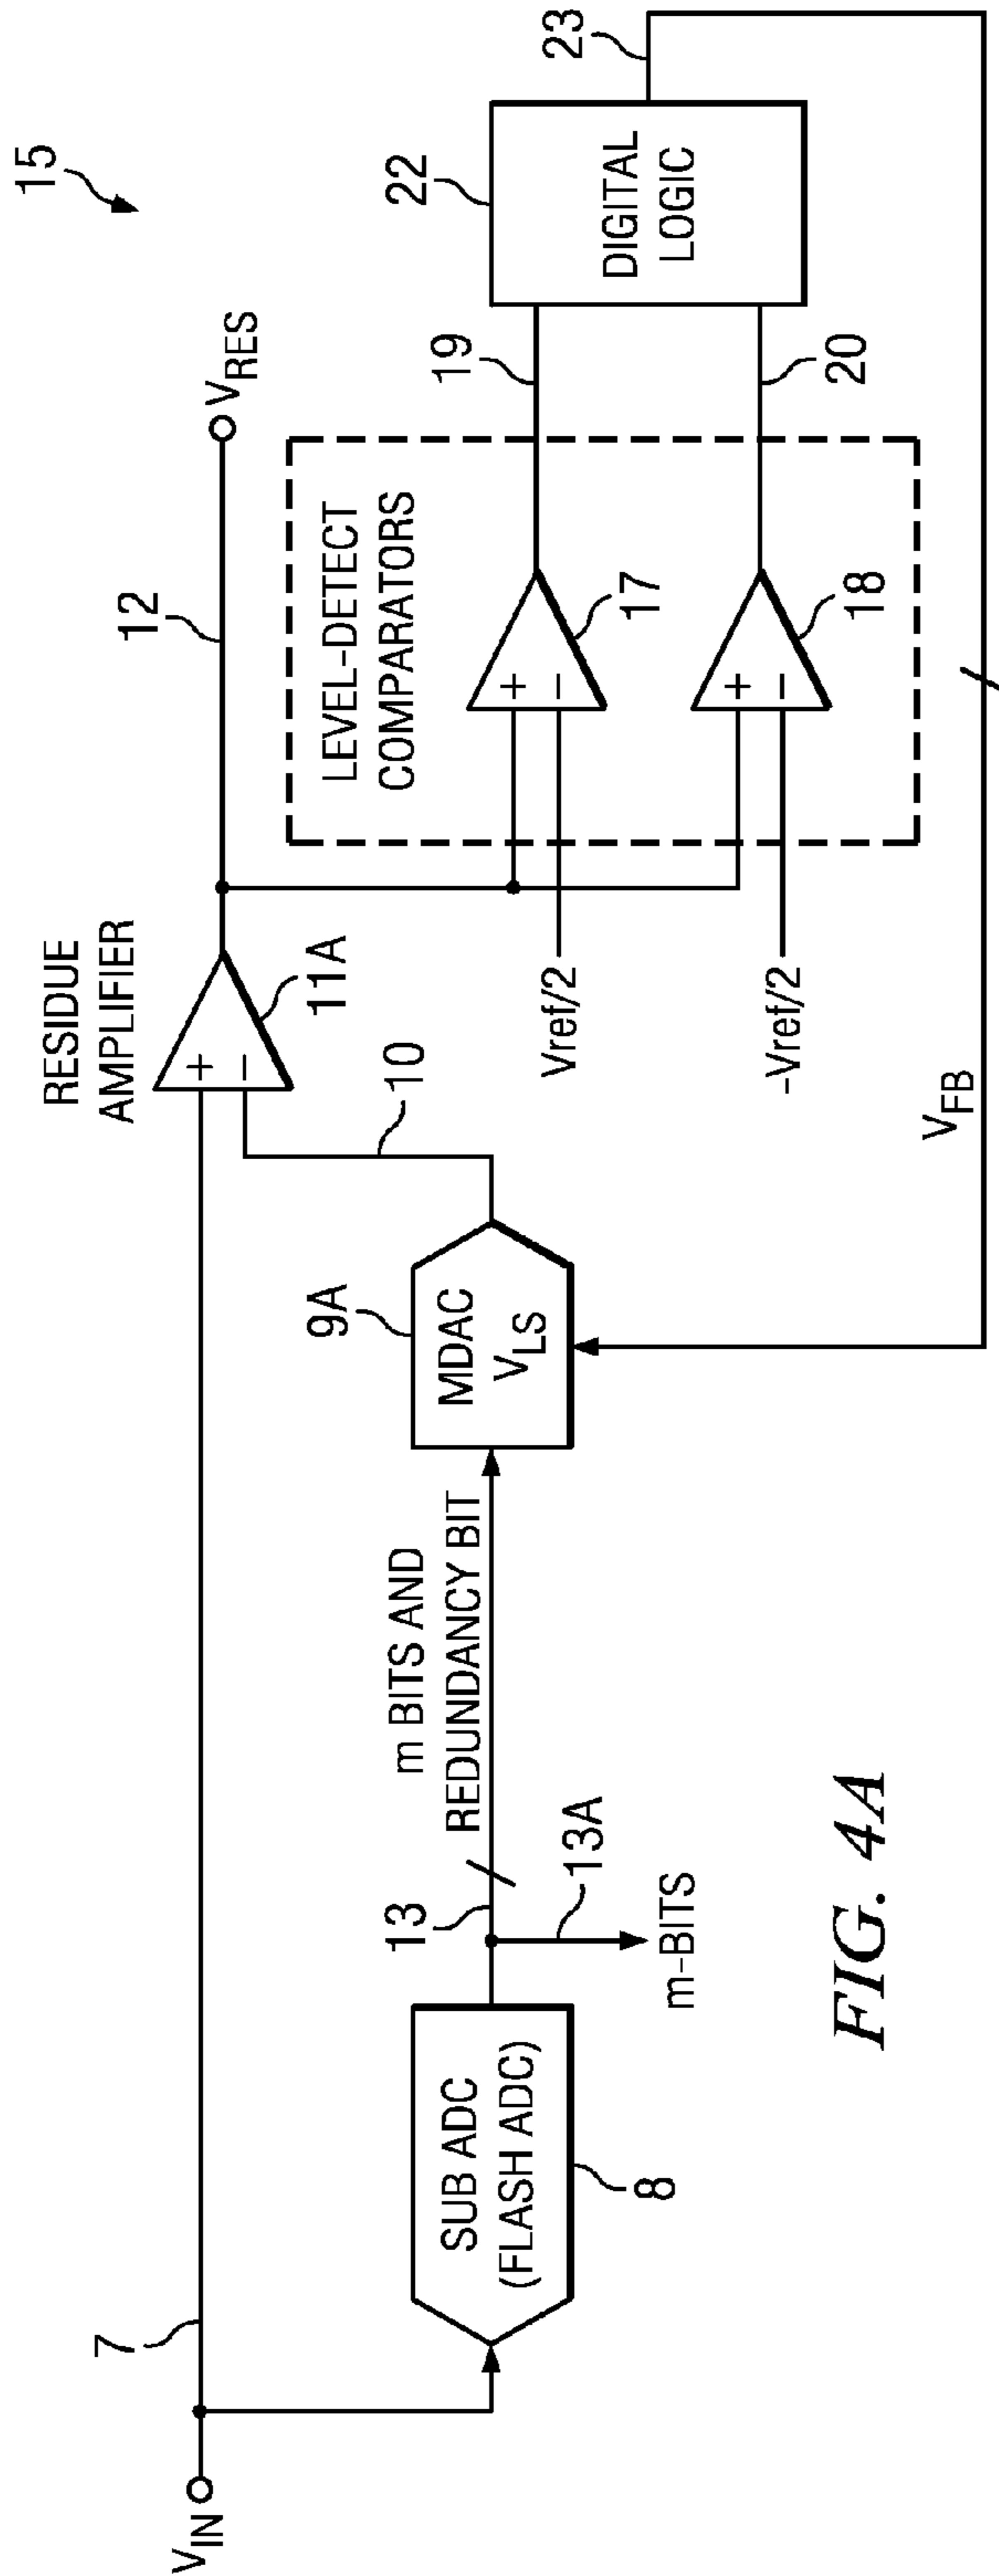 15
RESIDUE
AMPLIFIER
11A
+
−
12
V_RES
7
V_IN
LEVEL-DETECT
COMPARATORS
+
−
17
19
+
−
18
20
22
DIGITAL
LOGIC
23
Vref/2
-Vref/2
10
9A
MDAC
V_LS
m BITS AND
REDUNDANCY BIT
13
13A
m-BITS
SUB ADC
(FLASH ADC)
8
V_FB
FIG. 4A